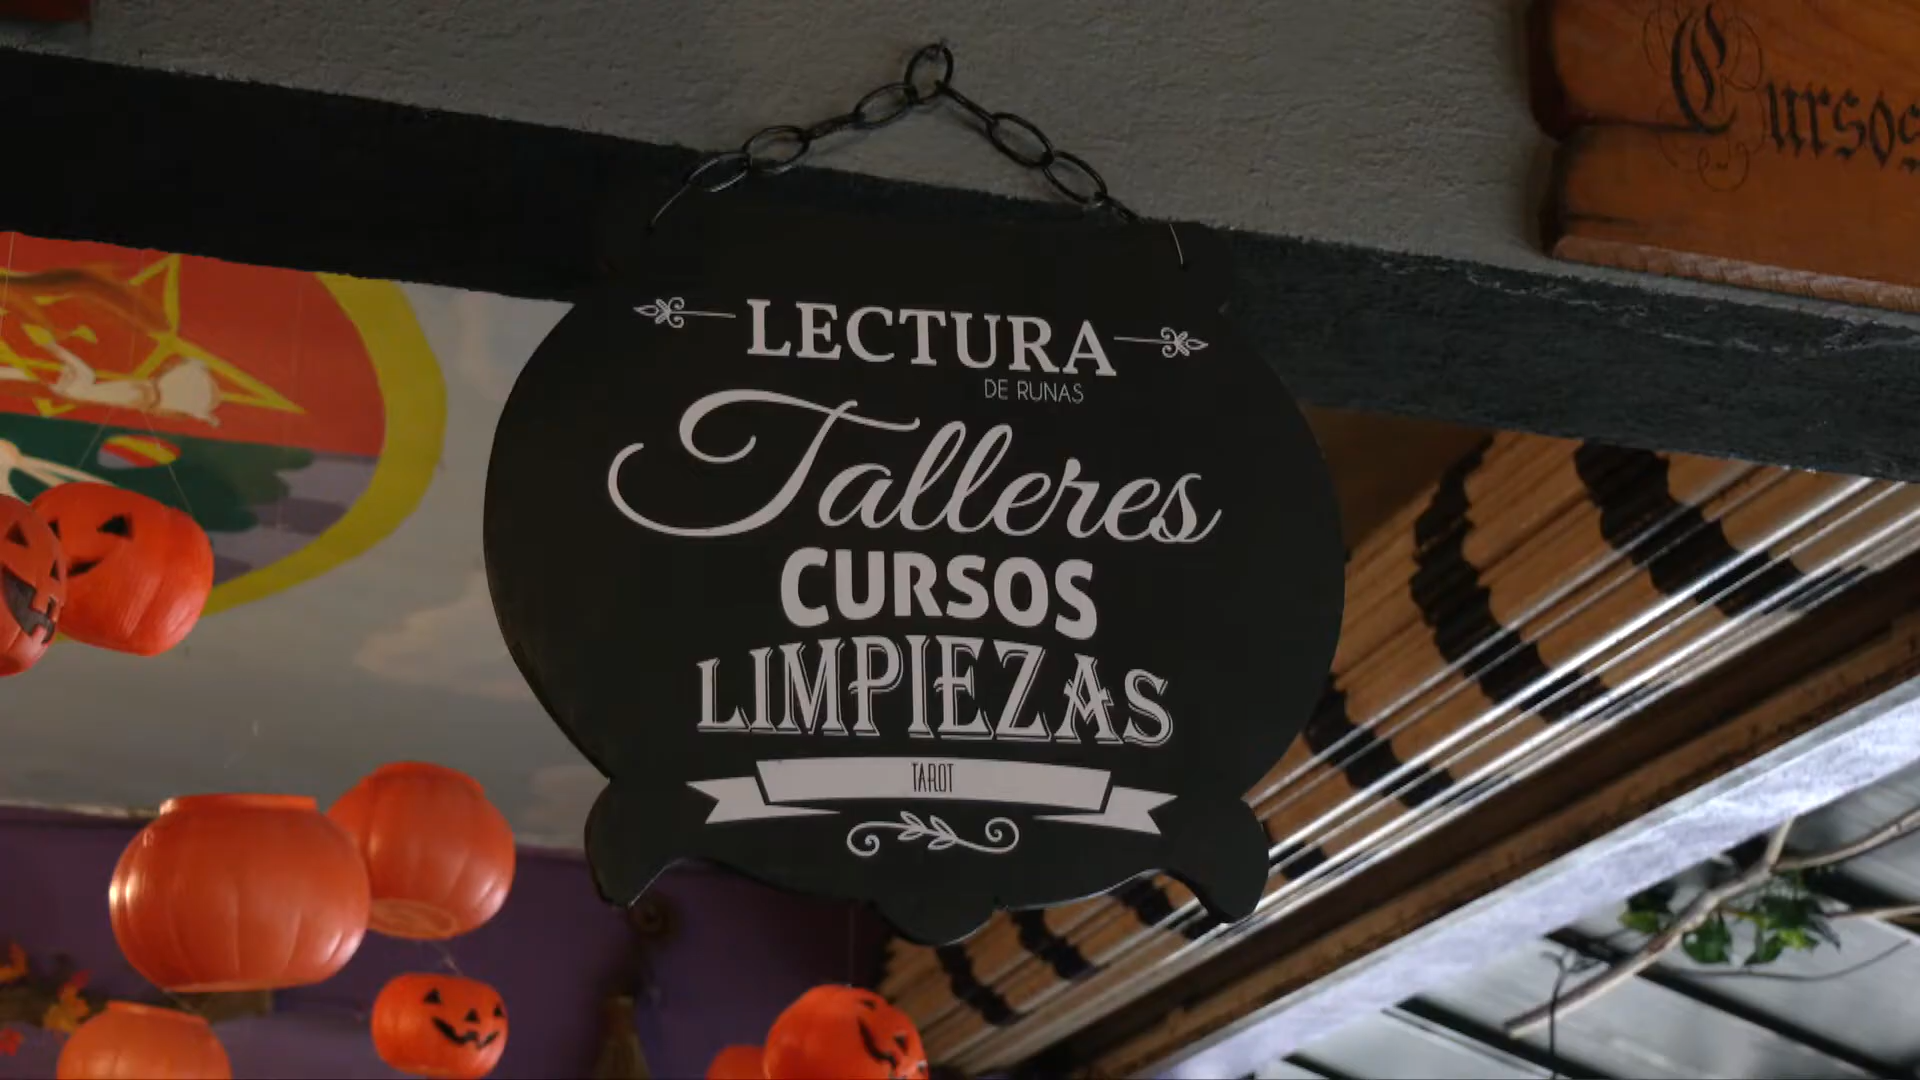 LECTURA
DE RUNAS
Talleres
CURSOS
LIMPIEZAS
TAROT
Cursos